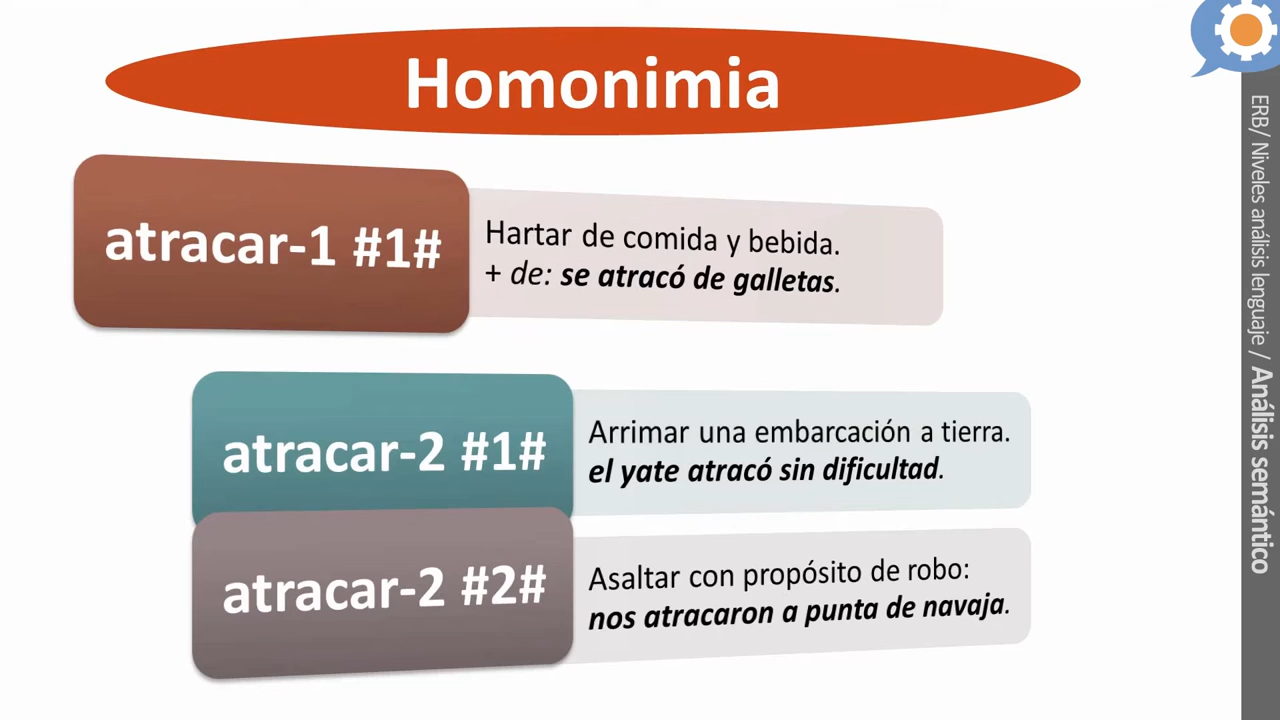 Homonimia
atracar-1 #1#
Hartar de comida y bebida.
+ de: se atracó de galletas.
atracar-2 #1#
Arrimar una embarcación a tierra.
el yate atracó sin dificultad.
atracar-2 #2#
Asaltar con propósito de robo:
nos atracaron a punta de navaja.
ERB/ Niveles análisis lenguaje / Análisis semántico